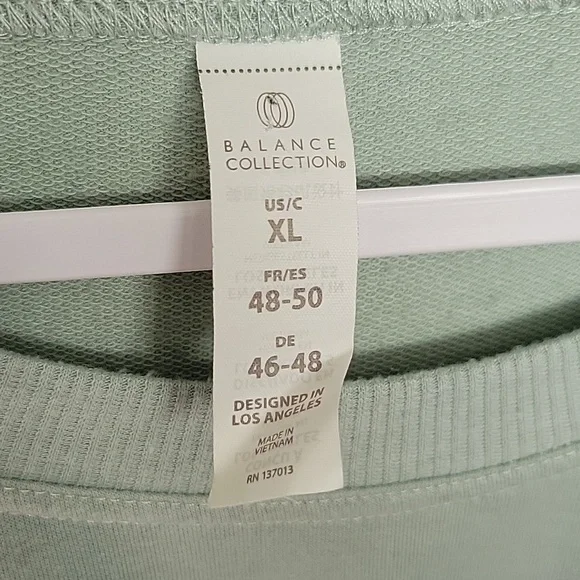 BALANCE
COLLECTION®
US/C
XL
FR/ES
48-50
DE
46-48
DESIGNED IN
LOS ANGELES
MADE IN
VIETNAM
RN 137013